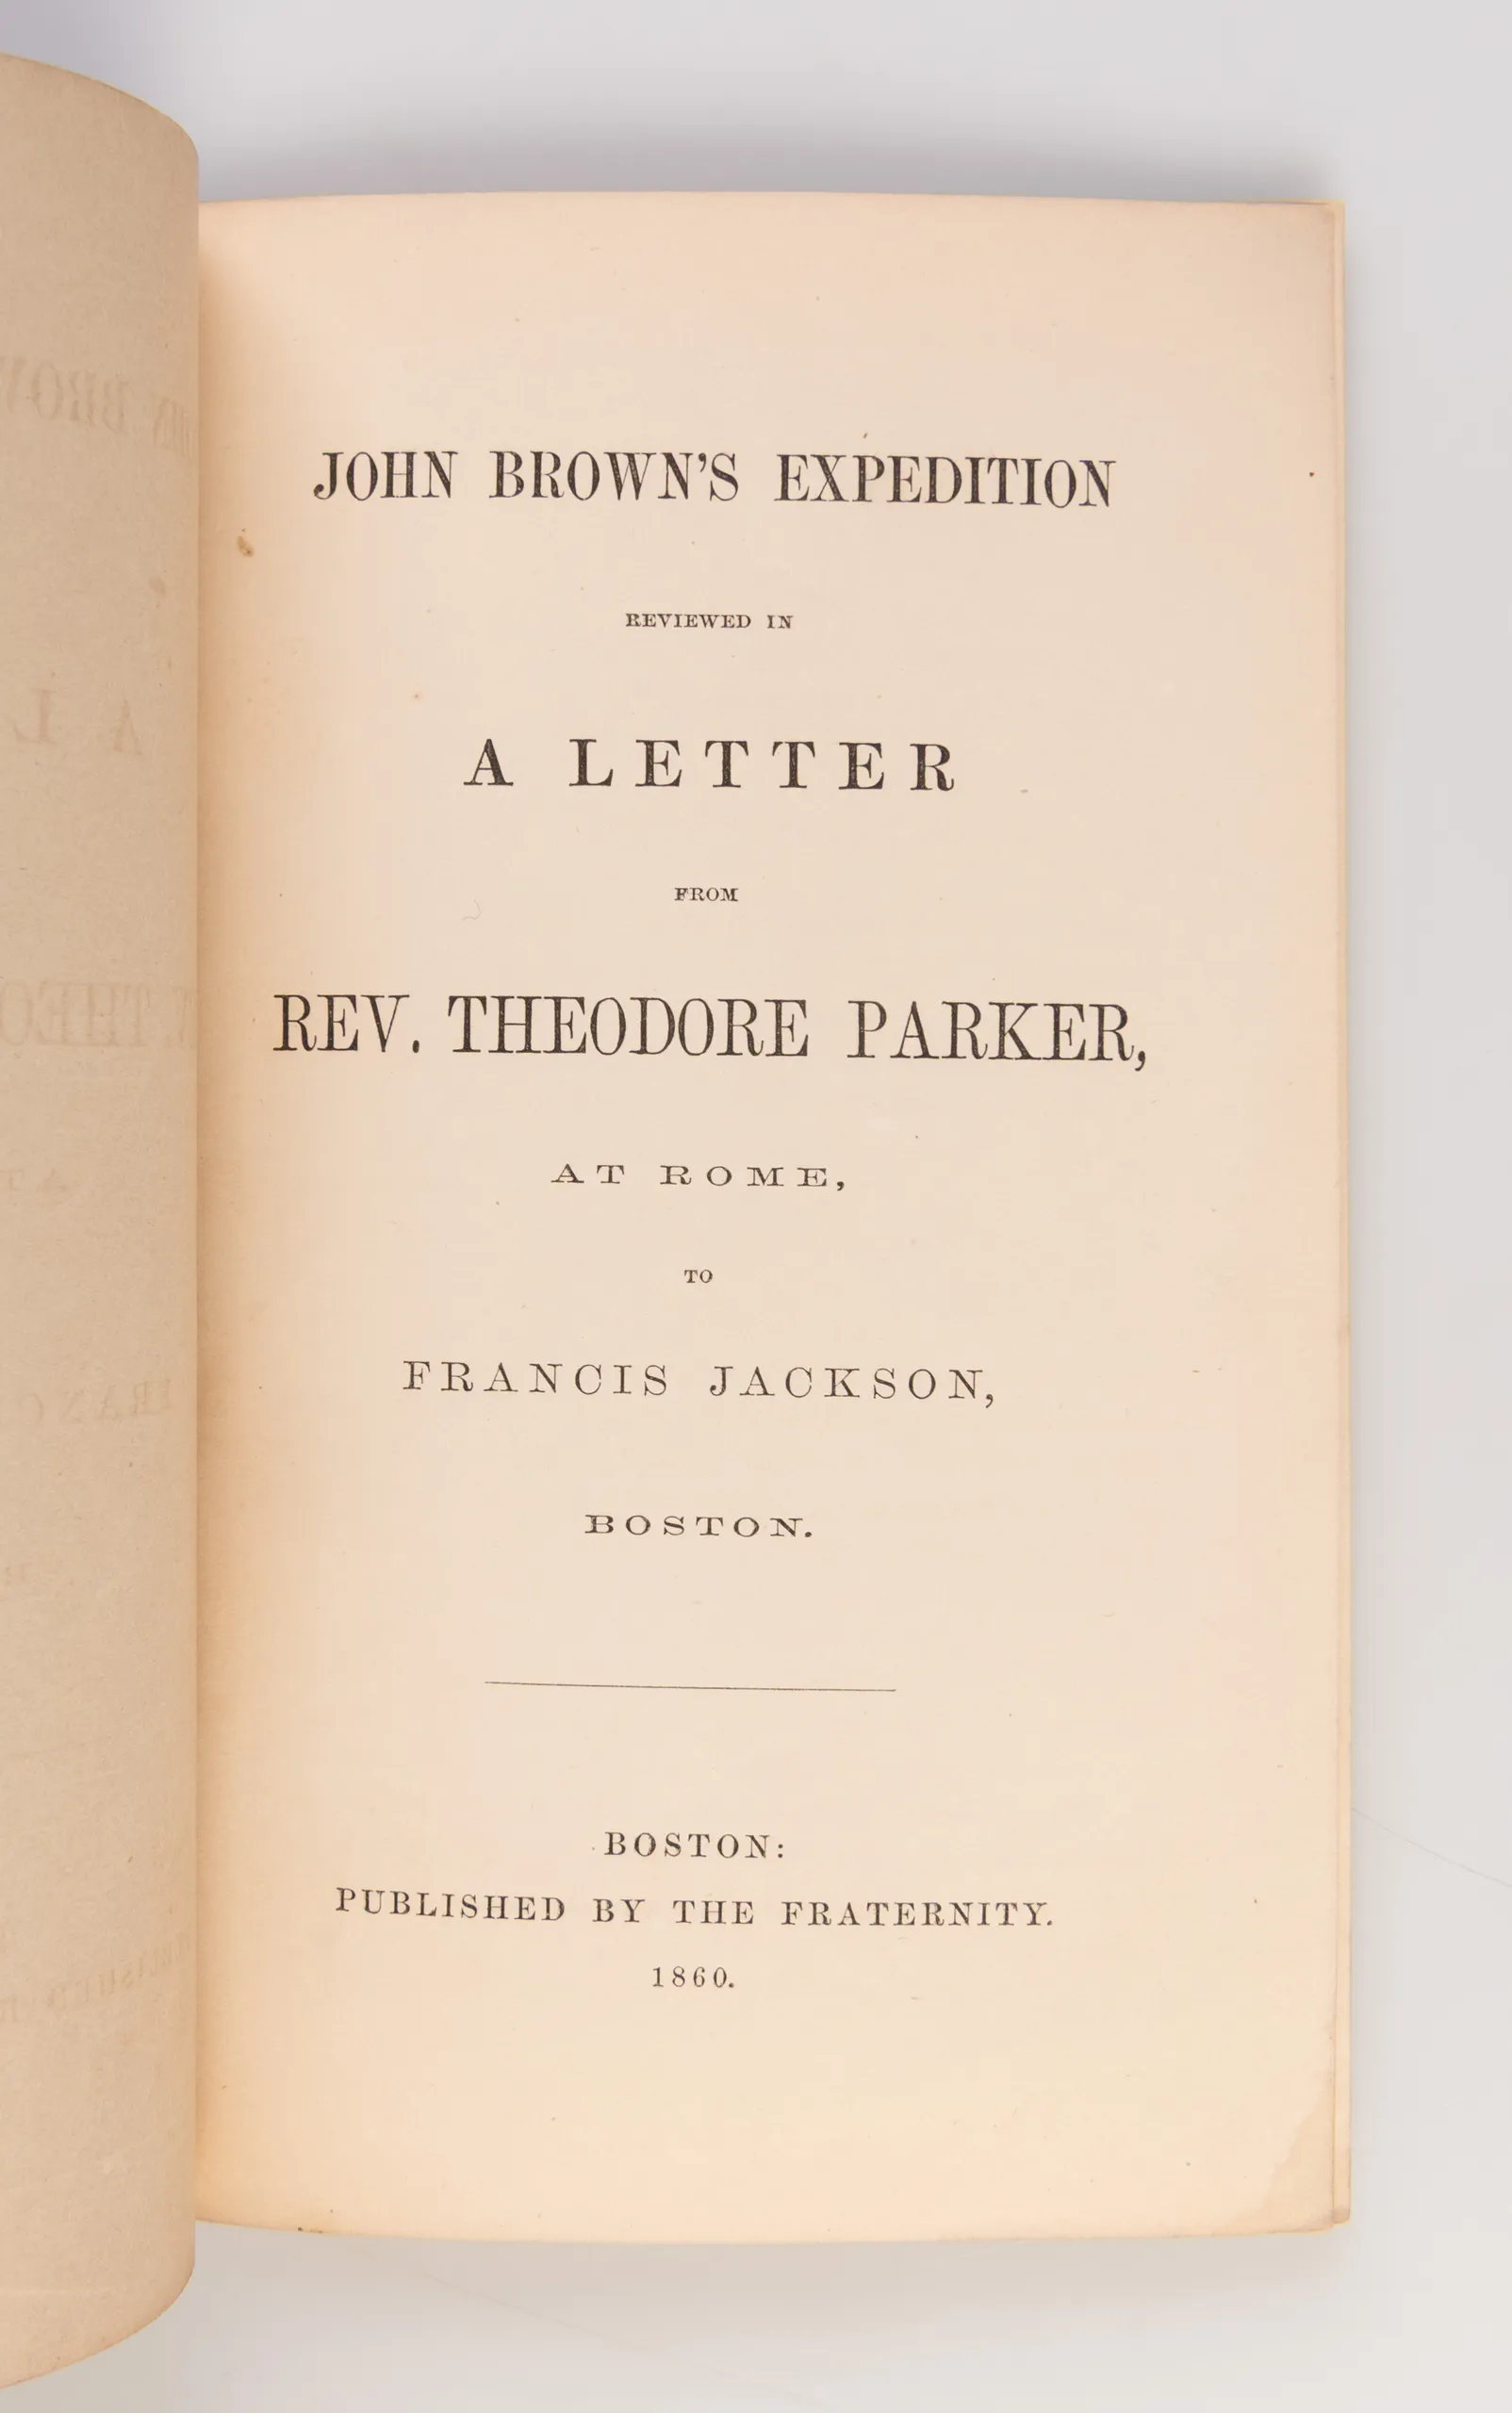 JOHN BROWN'S EXPEDITION
REVIEWED IN
A LETTER
FROM
REV. THEODORE PARKER,
AT ROME,
TO
FRANCIS JACKSON,
BOSTON.
BOSTON:
PUBLISHED BY THE FRATERNITY.
1860.